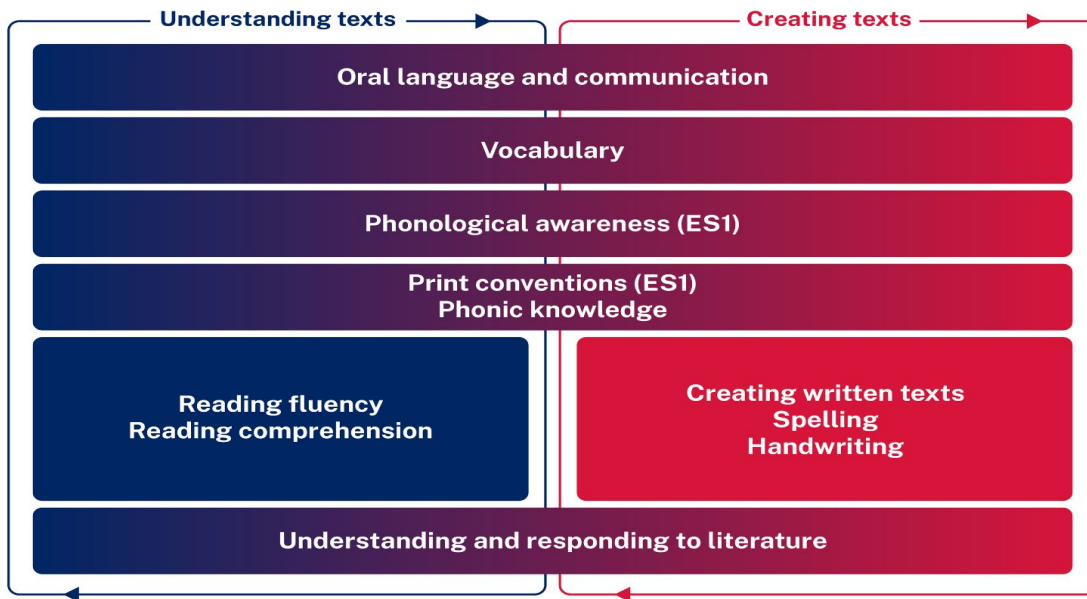 Understanding texts
Creating texts
Oral language and communication
Vocabulary
Phonological awareness (ES1)
Print conventions (ES1)
Phonic knowledge
Reading fluency
Reading comprehension
Creating written texts
Spelling
Handwriting
Understanding and responding to literature